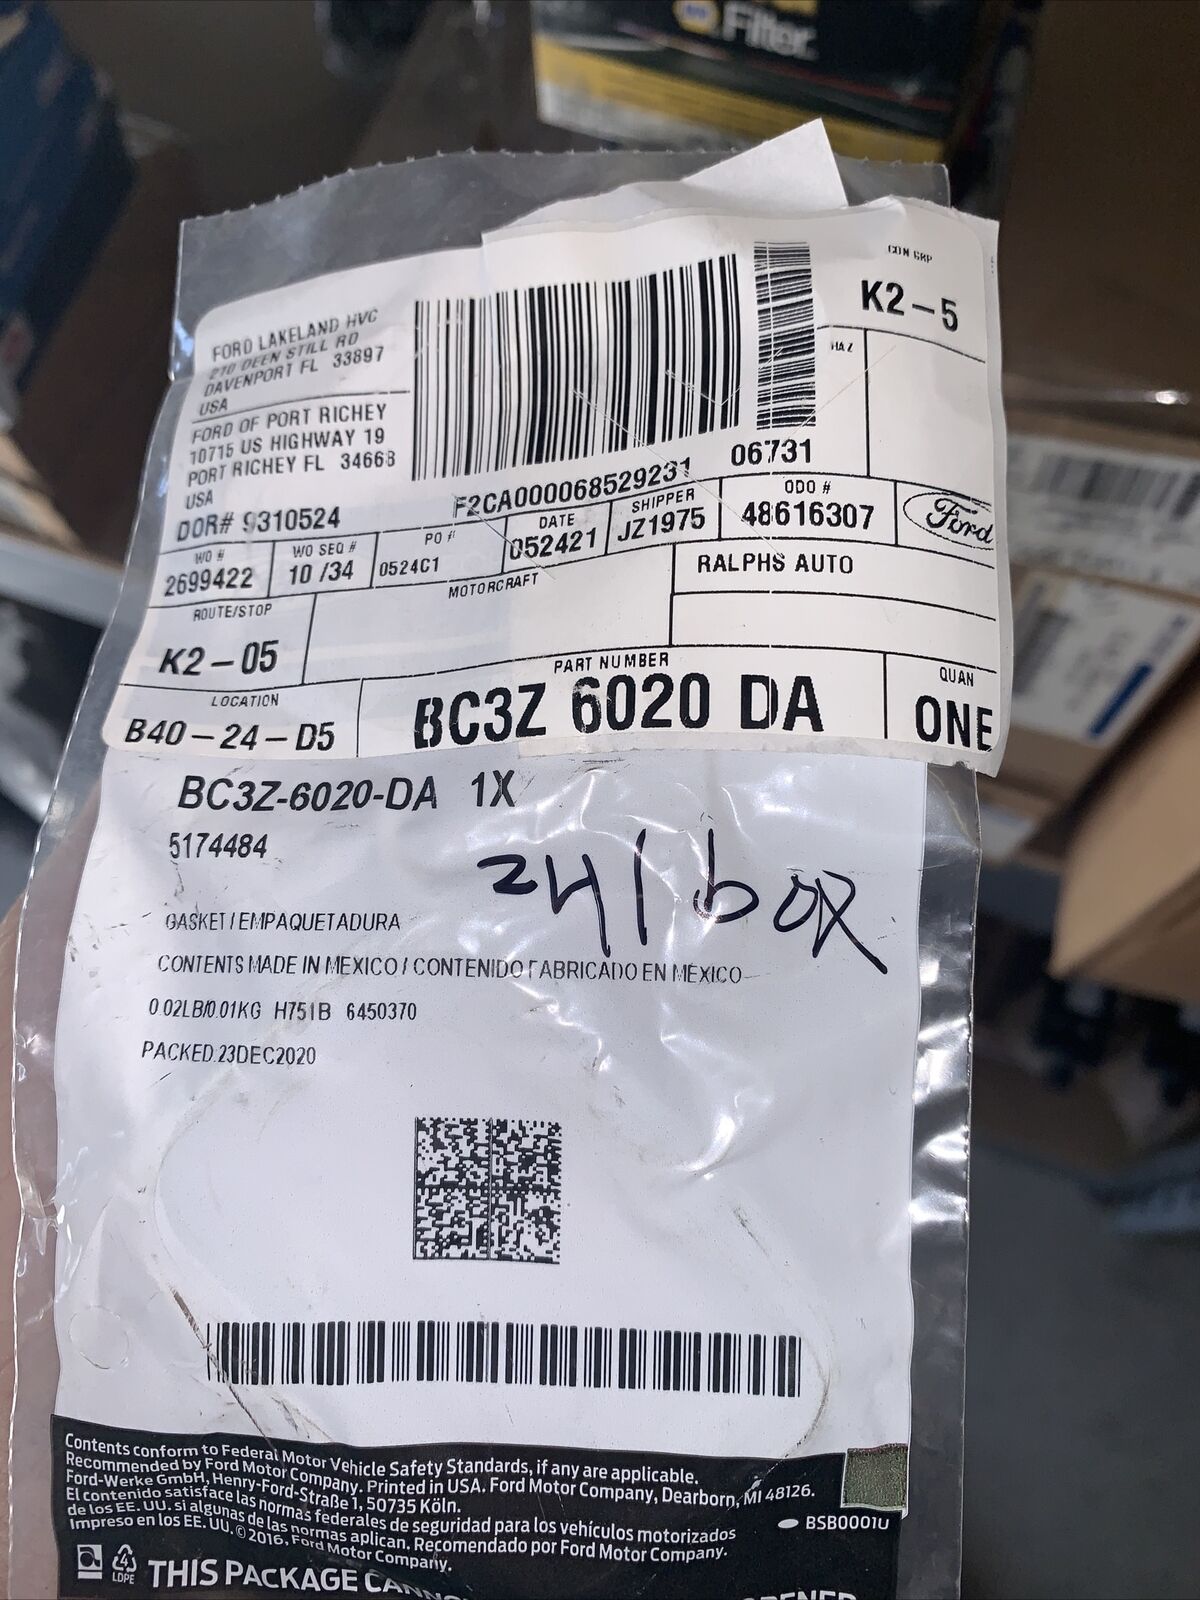 Filter
FORD LAKELAND HVC
210 DEEN STILL RD
DAVENPORT FL 33897
USA
FORD OF PORT RICHEY
10715 US HIGHWAY 19
PORT RICHEY FL 34668
USA
DOR# 9310524
CON GRP
K2-5
HAZ
06731
F2CA000068529231
WO #
2699422
WO SEQ #
10 /34
PO #
0524C1
DATE
052421
SHIPPER
JZ1975
ODO #
48616307
Ford
MOTORCRAFT
RALPHS AUTO
ROUTE/STOP
K2-05
LOCATION
B40-24-D5
PART NUMBER
BC3Z 6020 DA
QUAN
ONE
BC3Z-6020-DA 1X
5174484
241 box
GASKET/EMPAQUETADURA
CONTENTS MADE IN MEXICO / CONTENIDO FABRICADO EN MEXICO
0.02LB/0.01KG H751B 6450370
PACKED.23DEC2020
Contents conform to Federal Motor Vehicle Safety Standards, if any are applicable.
Recommended by Ford Motor Company. Printed in USA. Ford Motor Company, Dearborn, MI 48126.
Ford-Werke GmbH, Henry-Ford-Straße 1, 50735 Köln.
El contenido satisface las normas federales de seguridad para los vehículos motorizados
de los EE. UU. si algunas de las normas aplican. Recomendado por Ford Motor Company.
Impreso en los EE. UU. © 2016, Ford Motor Company.
BSB0001U
4
LDPE
THIS PACKAGE